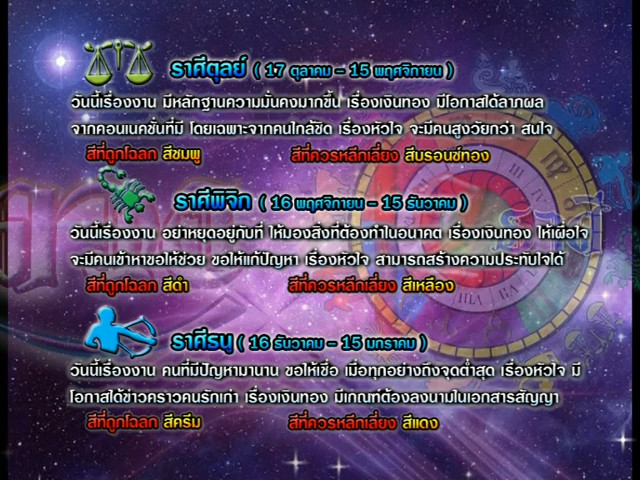 ราศีตุลย์ ( 17 ตุลาคม - 15 พฤศจิกายน )
วันนี้เรื่องงาน มีหลักฐานความมั่นคงมากขึ้น เรื่องเงินทอง มีโอกาสได้ลาภผล
จากคอนเนคชั่นที่มี โดยเฉพาะจากคนใกล้ชิด เรื่องหัวใจ จะมีคนสูงวัยกว่า สนใจ
สีที่ถูกโฉลก สีชมพู สีที่ควรหลีกเลี่ยง สีบรอนซ์ทอง
ราศีพิจิก ( 16 พฤศจิกายน - 15 ธันวาคม )
วันนี้เรื่องงาน อย่าหยุดอยู่กับที่ ให้มองสิ่งที่ต้องทำในอนาคต เรื่องเงินทอง ให้เผื่อใจ
จะมีคนเข้าหาขอให้ช่วย ขอให้แก้ปัญหา เรื่องหัวใจ สามารถสร้างความประทับใจได้
สีที่ถูกโฉลก สีดำ สีที่ควรหลีกเลี่ยง สีเหลือง
ราศีธนู ( 16 ธันวาคม - 15 มกราคม )
วันนี้เรื่องงาน คนที่มีปัญหามานาน ขอให้เชื่อ เมื่อทุกอย่างถึงจุดต่ำสุด เรื่องหัวใจ มี
โอกาสได้ข่าวคราวคนรักเก่า เรื่องเงินทอง มีเกณฑ์ต้องลงนามในเอกสารสัญญา
สีที่ถูกโฉลก สีครีม สีที่ควรหลีกเลี่ยง สีแดง